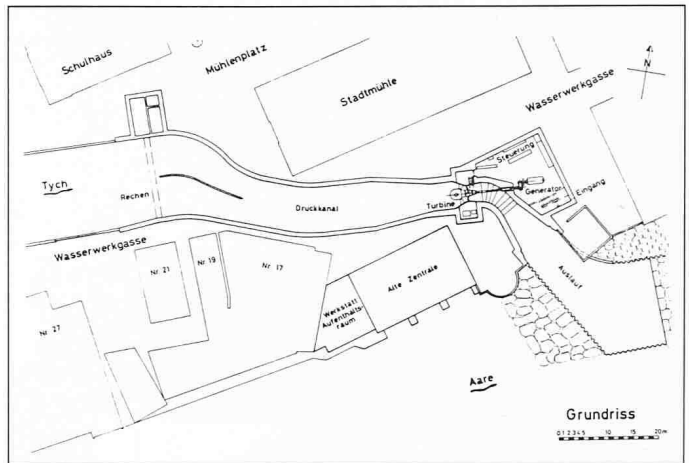 Schulhaus
Mühlenplatz
Stadtmühle
Wasserwerkgasse
N
Tych
Rechen
Druckkanal
Turbine
Steuerung
Generator
Eingang
Wasserwerkgasse
Nr 21
Nr 19
Nr 17
Nr 27
Werkstatt
Aufenthalts-
raum
Alte Zentrale
Auslauf
Aare
Grundriss
0 1 2 3 4 5 10 15 20m